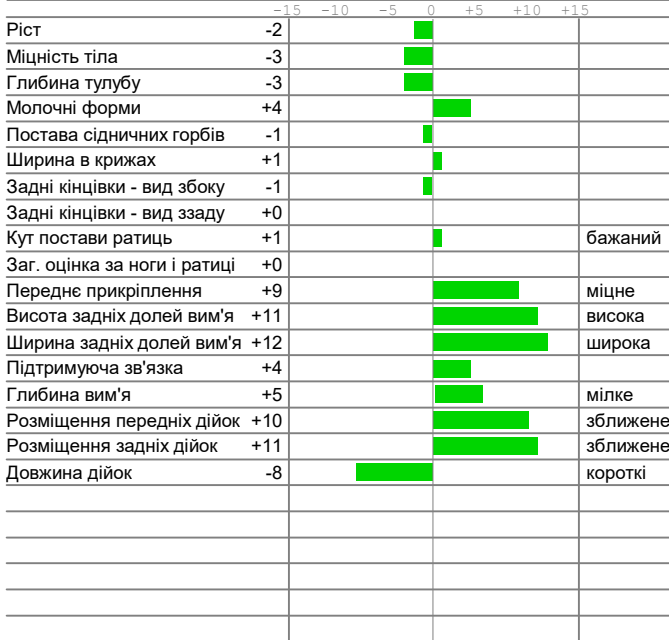 -15 -10 -5 0 +5 +10 +15
Ріст -2
Міцність тіла -3
Глибина тулубу -3
Молочні форми +4
Постава сідничних горбів -1
Ширина в крижах +1
Задні кінцівки - вид збоку -1
Задні кінцівки - вид ззаду +0
Кут постави ратиць +1 бажаний
Заг. оцінка за ноги і ратиці +0
Переднє прикріплення +9 міцне
Висота задніх долей вим'я +11 висока
Ширина задніх долей вим'я +12 широка
Підтримуюча зв'язка +4
Глибина вим'я +5 мілке
Розміщення передніх дійок +10 зближене
Розміщення задніх дійок +11 зближене
Довжина дійок -8 короткі